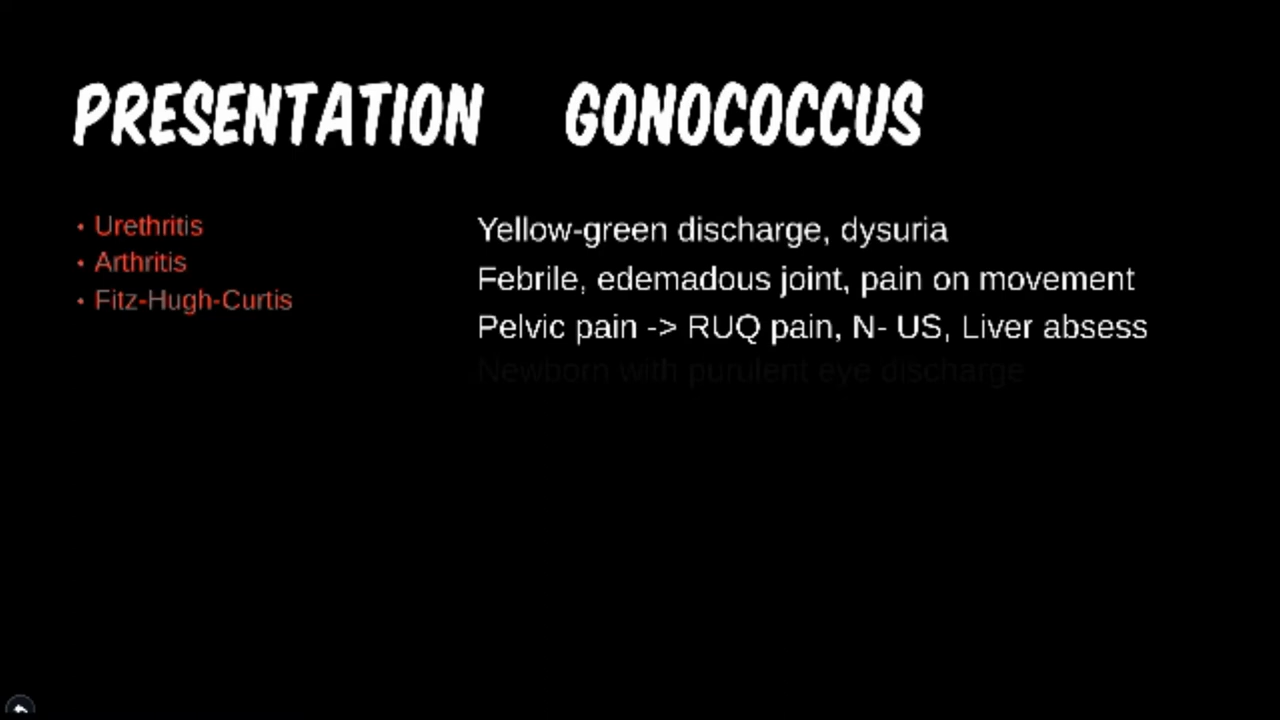 PRESENTATION GONOCOCCUS
• Urethritis
• Arthritis
• Fitz-Hugh-Curtis
Yellow-green discharge, dysuria
Febrile, edemadous joint, pain on movement
Pelvic pain -> RUQ pain, N- US, Liver absess
Newborn with purulent eye discharge